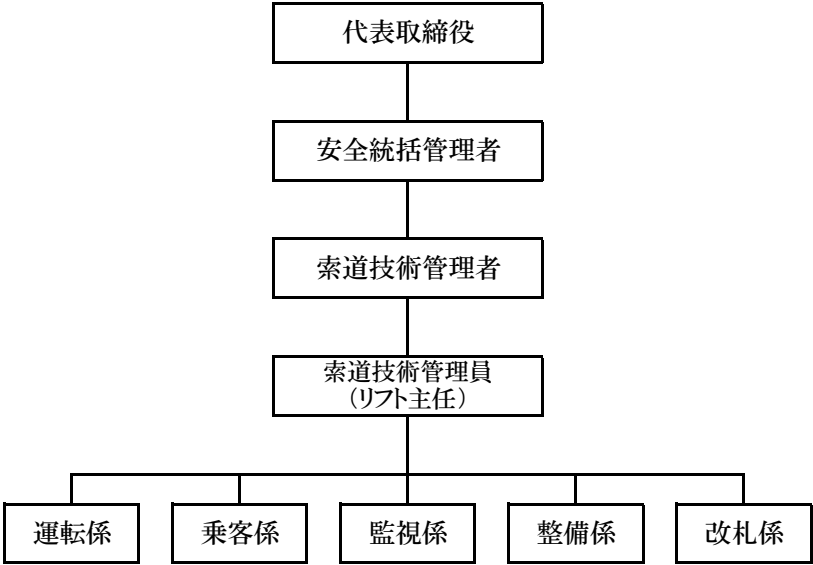 代表取締役
安全統括管理者
索道技術管理者
索道技術管理員
（リフト主任）
運転係
乗客係
監視係
整備係
改札係